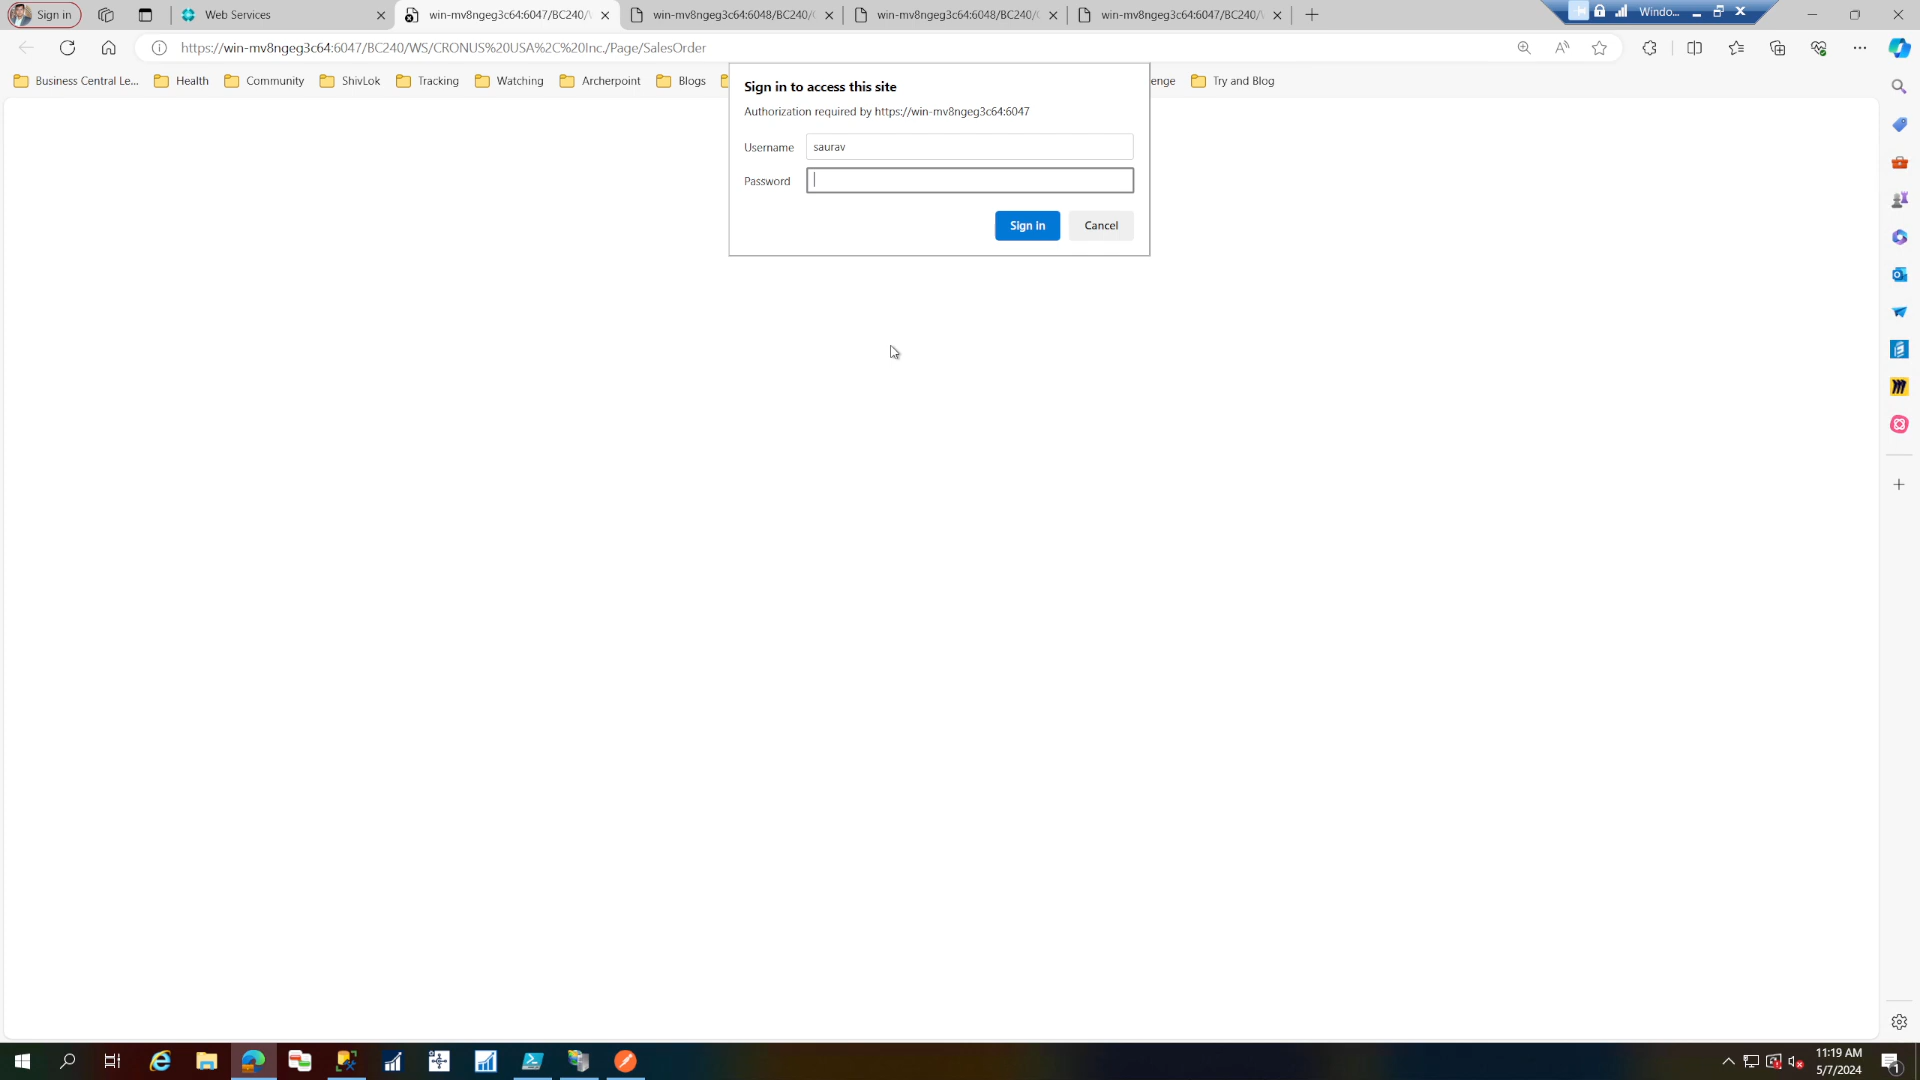 Sign in
Web Services
win-mv8ngeg3c64:6047/BC240/
win-mv8ngeg3c64:6048/BC240/
win-mv8ngeg3c64:6048/BC240/
win-mv8ngeg3c64:6047/BC240/
Windo...
https://win-mv8ngeg3c64:6047/BC240/WS/CRONUS%20USA%2C%20Inc./Page/SalesOrder
Business Central Le...
Health
Community
ShivLok
Tracking
Watching
Archerpoint
Blogs
enge
Try and Blog
Sign in to access this site
Authorization required by https://win-mv8ngeg3c64:6047
Username saurav
Password
Sign in Cancel
11:19 AM
5/7/2024
1